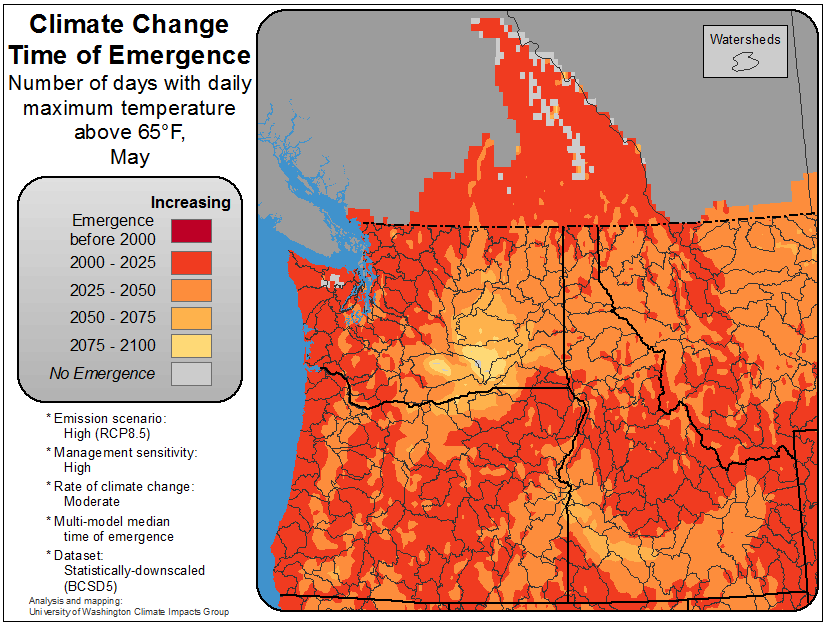 Climate Change
Time of Emergence
Number of days with daily
maximum temperature
above 65°F,
May
Watersheds
Increasing
Emergence
before 2000
2000 - 2025
2025 - 2050
2050 - 2075
2075 - 2100
No Emergence
* Emission scenario:
High (RCP8.5)
* Management sensitivity:
High
* Rate of climate change:
Moderate
* Multi-model median
time of emergence
* Dataset:
Statistically-downscaled
(BCSD5)
Analysis and mapping:
University of Washington Climate Impacts Group